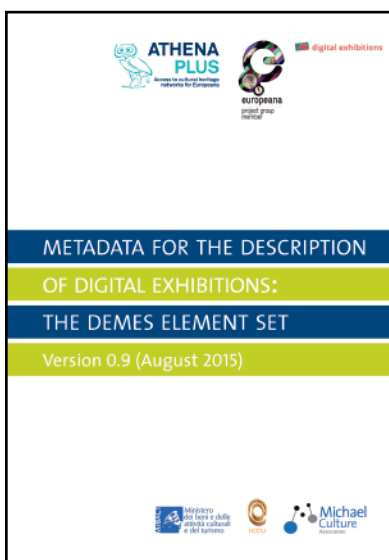 ATHENA
PLUS
Access to cultural heritage
networks for Europeana
europeana
project group
member
digital exhibitions
METADATA FOR THE DESCRIPTION
OF DIGITAL EXHIBITIONS:
THE DEMES ELEMENT SET
Version 0.9 (August 2015)
MiBACT
Ministero
dei beni e delle
attività culturali
e del turismo
ICCU
Michael
Culture
Association